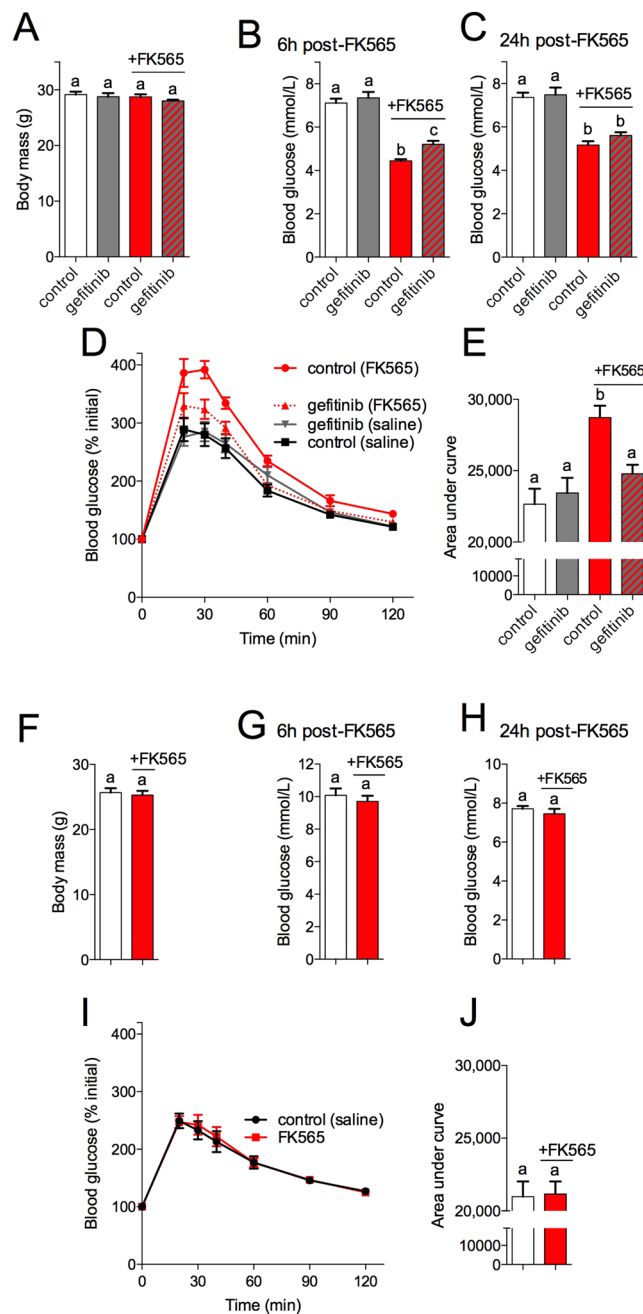 A
+FK565
a a a a
Body mass (g)
40
30
20
10
0
control
gefitinib
control
gefitinib
B
6h post-FK565
+FK565
a a b c
Blood glucose (mmol/L)
8
6
4
2
0
control
gefitinib
control
gefitinib
C
24h post-FK565
+FK565
a a b b
Blood glucose (mmol/L)
8
6
4
2
0
control
gefitinib
control
gefitinib
D
Blood glucose (% initial)
400
300
200
100
0
control (FK565)
gefitinib (FK565)
gefitinib (saline)
control (saline)
0 30 60 90 120
Time (min)
E
+FK565
a a b a
Area under curve
30,000
25,000
20,000
10000
0
control
gefitinib
control
gefitinib
F
+FK565
a a
Body mass (g)
30
20
10
0
G
6h post-FK565
+FK565
a a
Blood glucose (mmol/L)
12
10
8
6
4
2
0
H
24h post-FK565
+FK565
a a
Blood glucose (mmol/L)
10
8
6
4
2
0
I
Blood glucose (% initial)
400
300
200
100
0
control (saline)
FK565
0 30 60 90 120
Time (min)
J
+FK565
a a
Area under curve
30,000
25,000
20,000
10000
0